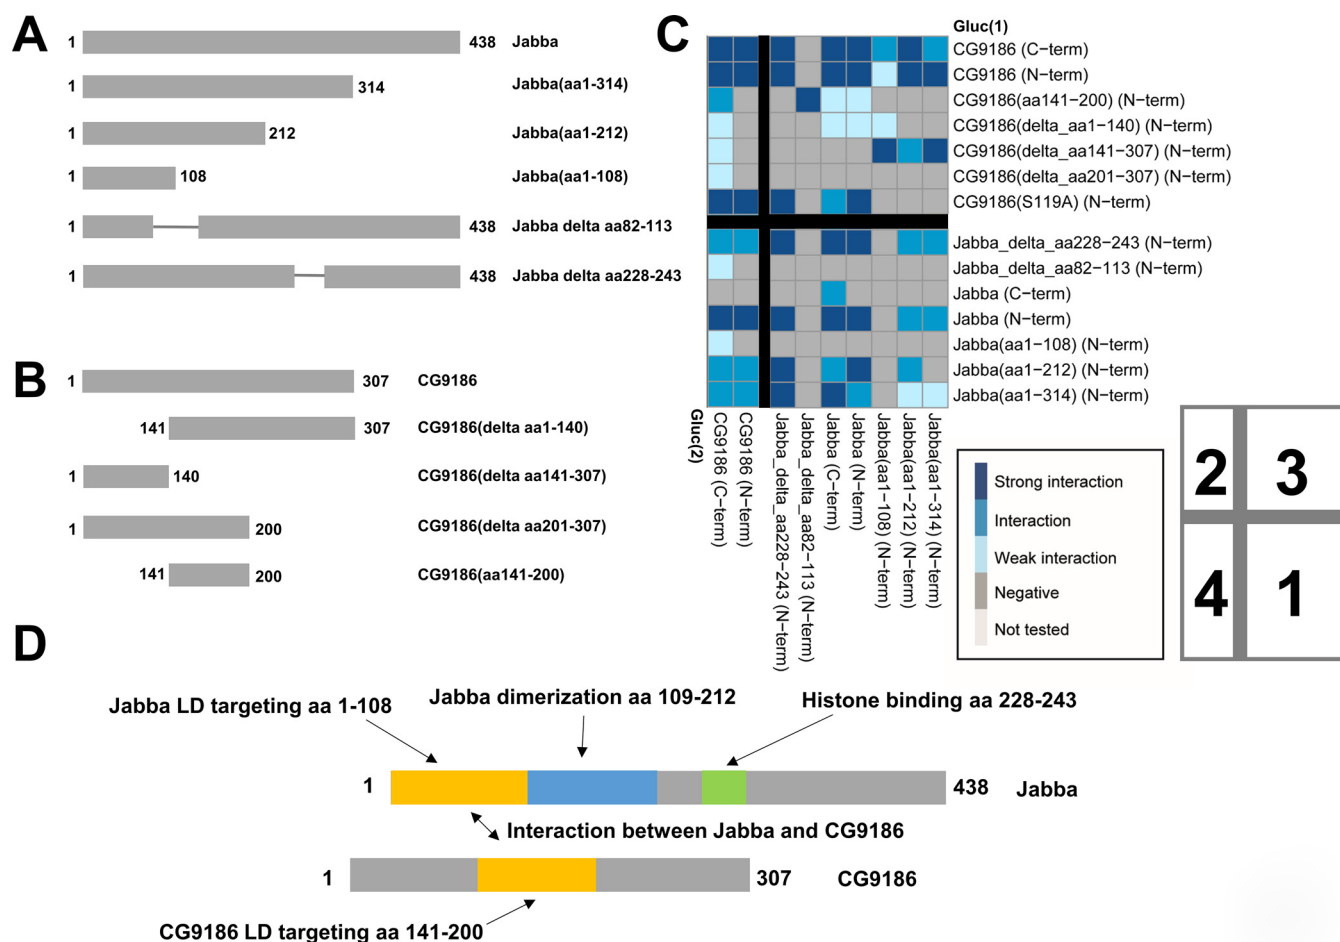 A
1 438 Jabba
1 314 Jabba(aa1-314)
1 212 Jabba(aa1-212)
1 108 Jabba(aa1-108)
1 438 Jabba delta aa82-113
1 438 Jabba delta aa228-243
B
1 307 CG9186
141 307 CG9186(delta aa1-140)
1 140 CG9186(delta aa141-307)
1 200 CG9186(delta aa201-307)
141 200 CG9186(aa141-200)
C
Gluc(1)
CG9186 (C−term)
CG9186 (N−term)
CG9186(aa141−200) (N−term)
CG9186(delta_aa1−140) (N−term)
CG9186(delta_aa141−307) (N−term)
CG9186(delta_aa201−307) (N−term)
CG9186(S119A) (N−term)
Jabba_delta_aa228−243 (N−term)
Jabba_delta_aa82−113 (N−term)
Jabba (C−term)
Jabba (N−term)
Jabba(aa1−108) (N−term)
Jabba(aa1−212) (N−term)
Jabba(aa1−314) (N−term)
Gluc(2)
CG9186 (C−term)
CG9186 (N−term)
Jabba_delta_aa228−243 (N−term)
Jabba_delta_aa82−113 (N−term)
Jabba (C−term)
Jabba (N−term)
Jabba(aa1−108) (N−term)
Jabba(aa1−212) (N−term)
Jabba(aa1−314) (N−term)
Strong interaction
Interaction
Weak interaction
Negative
Not tested
2 3
4 1
D
Jabba LD targeting aa 1-108
Jabba dimerization aa 109-212
Histone binding aa 228-243
1 438 Jabba
Interaction between Jabba and CG9186
1 307 CG9186
CG9186 LD targeting aa 141-200